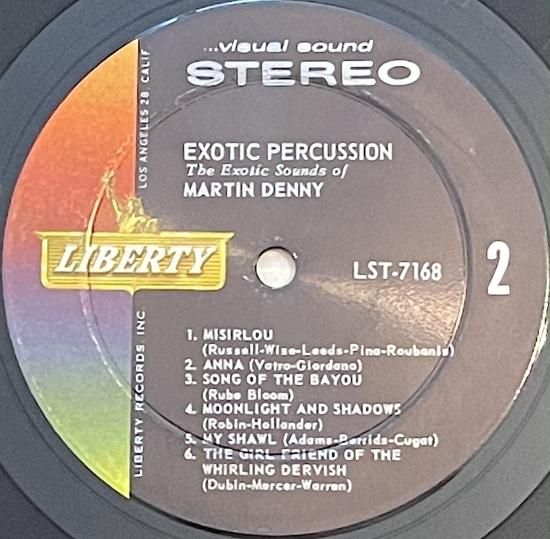 ...visual sound
STEREO
EXOTIC PERCUSSION
The Exotic Sounds of
MARTIN DENNY
LIBERTY
LST-7168
2
1. MISIRLOU
(Russell-Wise-Leeds-Pina-Roubanis)
2. ANNA (Vatro-Giordano)
3. SONG OF THE BAYOU
(Rube Bloom)
4. MOONLIGHT AND SHADOWS
(Robin-Hollander)
5. MY SHAWL (Adams-Berrids-Cugat)
6. THE GIRL FRIEND OF THE
WHIRLING DERVISH
(Dubin-Mercer-Warren)
LIBERTY RECORDS INC.
LOS ANGELES 28 CALIF